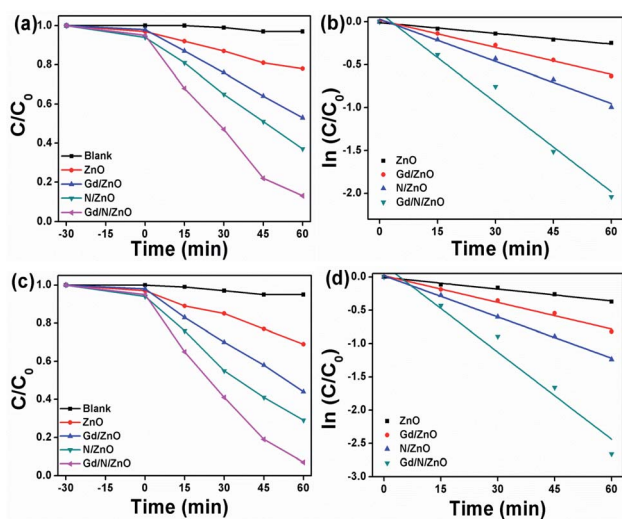 (a)
1.0
0.8
0.6
0.4
0.2
0.0
C/C0
Blank
ZnO
Gd/ZnO
N/ZnO
Gd/N/ZnO
-30 -15 0 15 30 45 60
Time (min)
(b)
0.0
-0.5
-1.0
-1.5
-2.0
ln (C/C0)
ZnO
Gd/ZnO
N/ZnO
Gd/N/ZnO
0 15 30 45 60
Time (min)
(c)
1.0
0.8
0.6
0.4
0.2
0.0
C/C0
Blank
ZnO
Gd/ZnO
N/ZnO
Gd/N/ZnO
-30 -15 0 15 30 45 60
Time (min)
(d)
0.0
-0.5
-1.0
-1.5
-2.0
-2.5
-3.0
ln (C/C0)
ZnO
Gd/ZnO
N/ZnO
Gd/N/ZnO
0 15 30 45 60
Time (min)